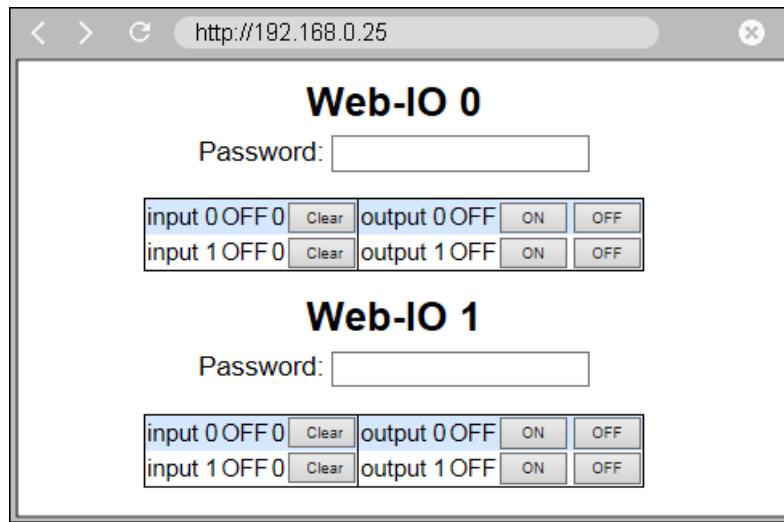 http://192.168.0.25
Web-IO 0
Password:
input 0 OFF 0 Clear output 0 OFF ON OFF
input 1 OFF 0 Clear output 1 OFF ON OFF
Web-IO 1
Password:
input 0 OFF 0 Clear output 0 OFF ON OFF
input 1 OFF 0 Clear output 1 OFF ON OFF